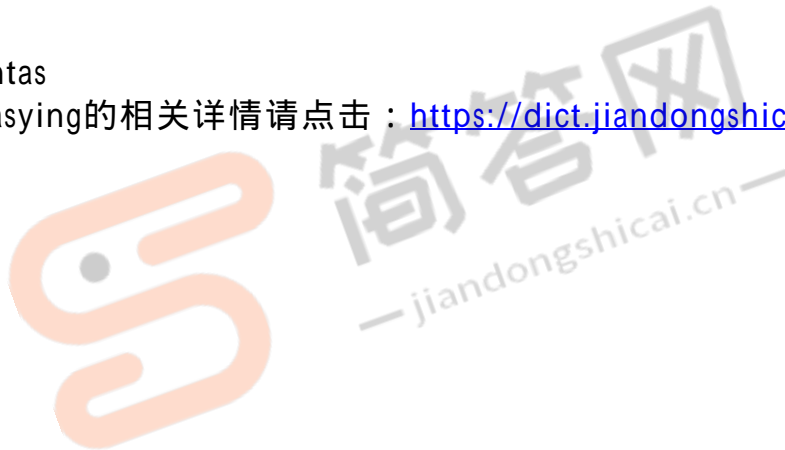 ntas
asying的相关详情请点击：https://dict.jiandongshic
简答网
jiandongshicai.cn